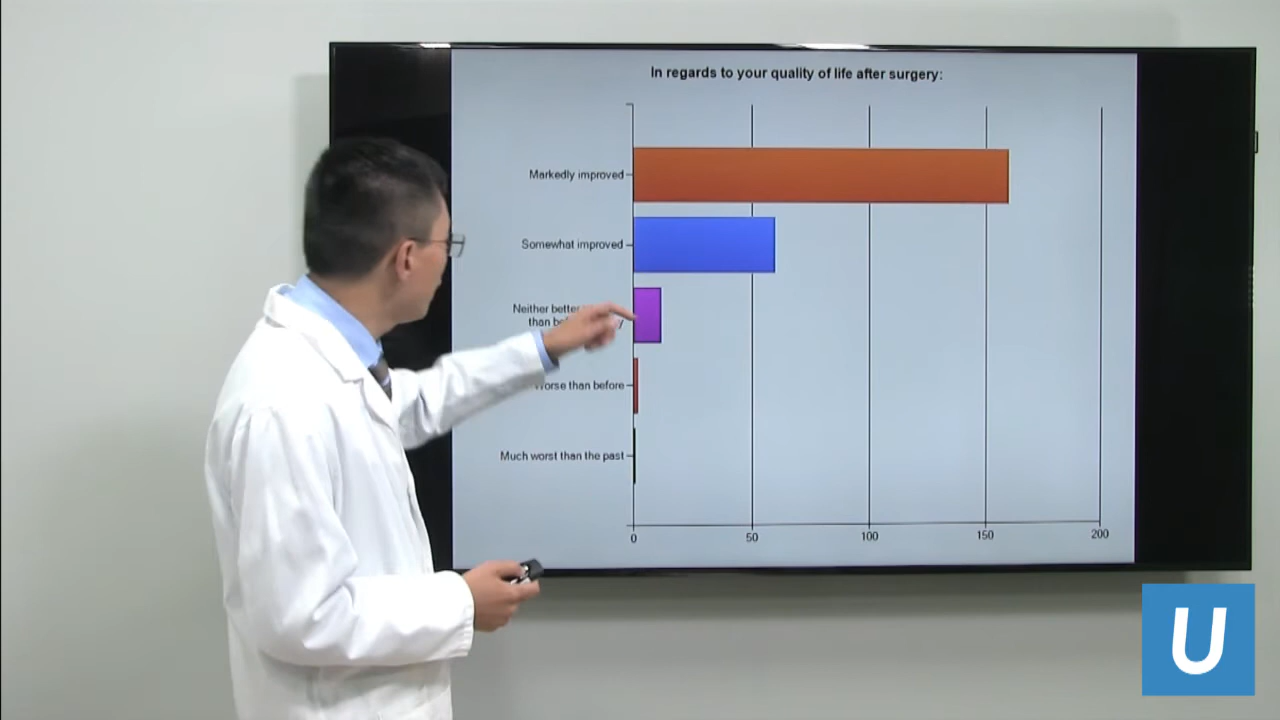 In regards to your quality of life after surgery:
Markedly improved
Somewhat improved
Neither better
than
Worse than before
Much worst than the past
0 50 100 150 200
U